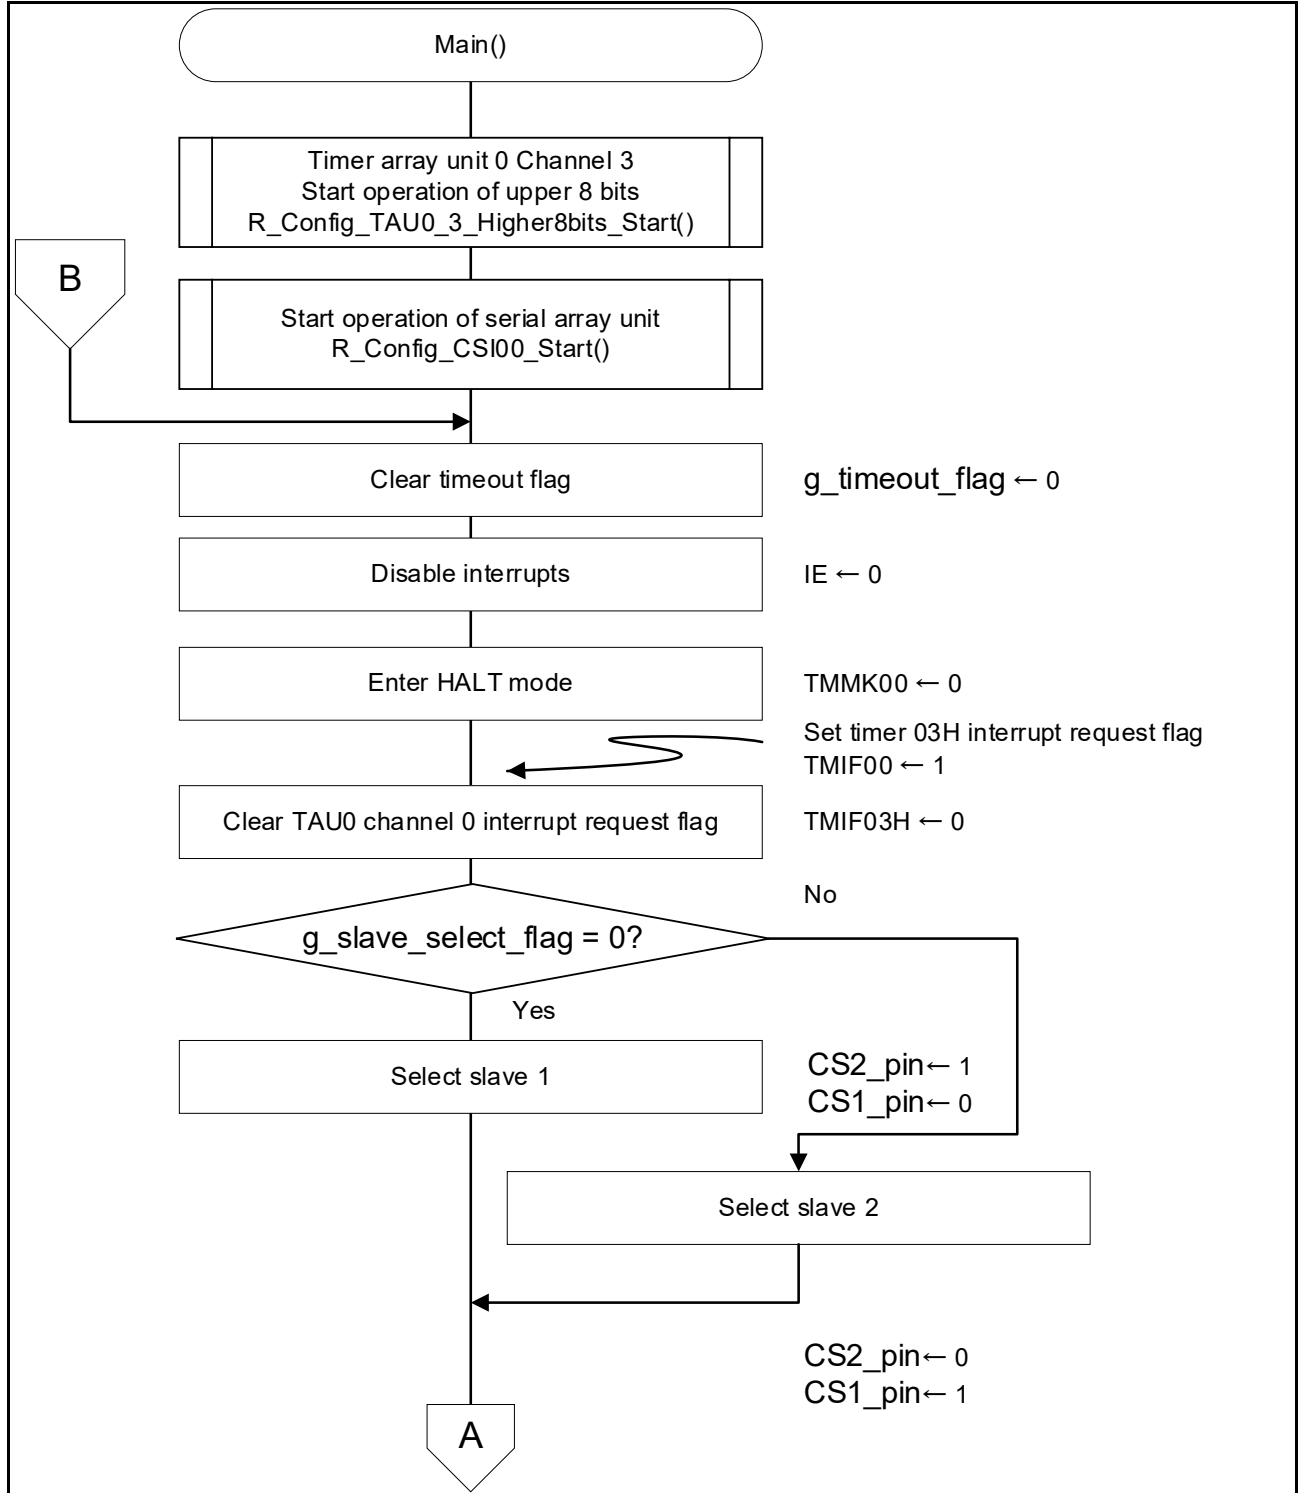 Main()
Timer array unit 0 Channel 3
Start operation of upper 8 bits
R_Config_TAU0_3_Higher8bits_Start()
B
Start operation of serial array unit
R_Config_CSI00_Start()
Clear timeout flag
g_timeout_flag ← 0
Disable interrupts
IE ← 0
Enter HALT mode
TMMK00 ← 0
Set timer 03H interrupt request flag
TMIF00 ← 1
Clear TAU0 channel 0 interrupt request flag
TMIF03H ← 0
No
g_slave_select_flag = 0?
Yes
Select slave 1
CS2_pin← 1
CS1_pin← 0
Select slave 2
CS2_pin← 0
CS1_pin← 1
A